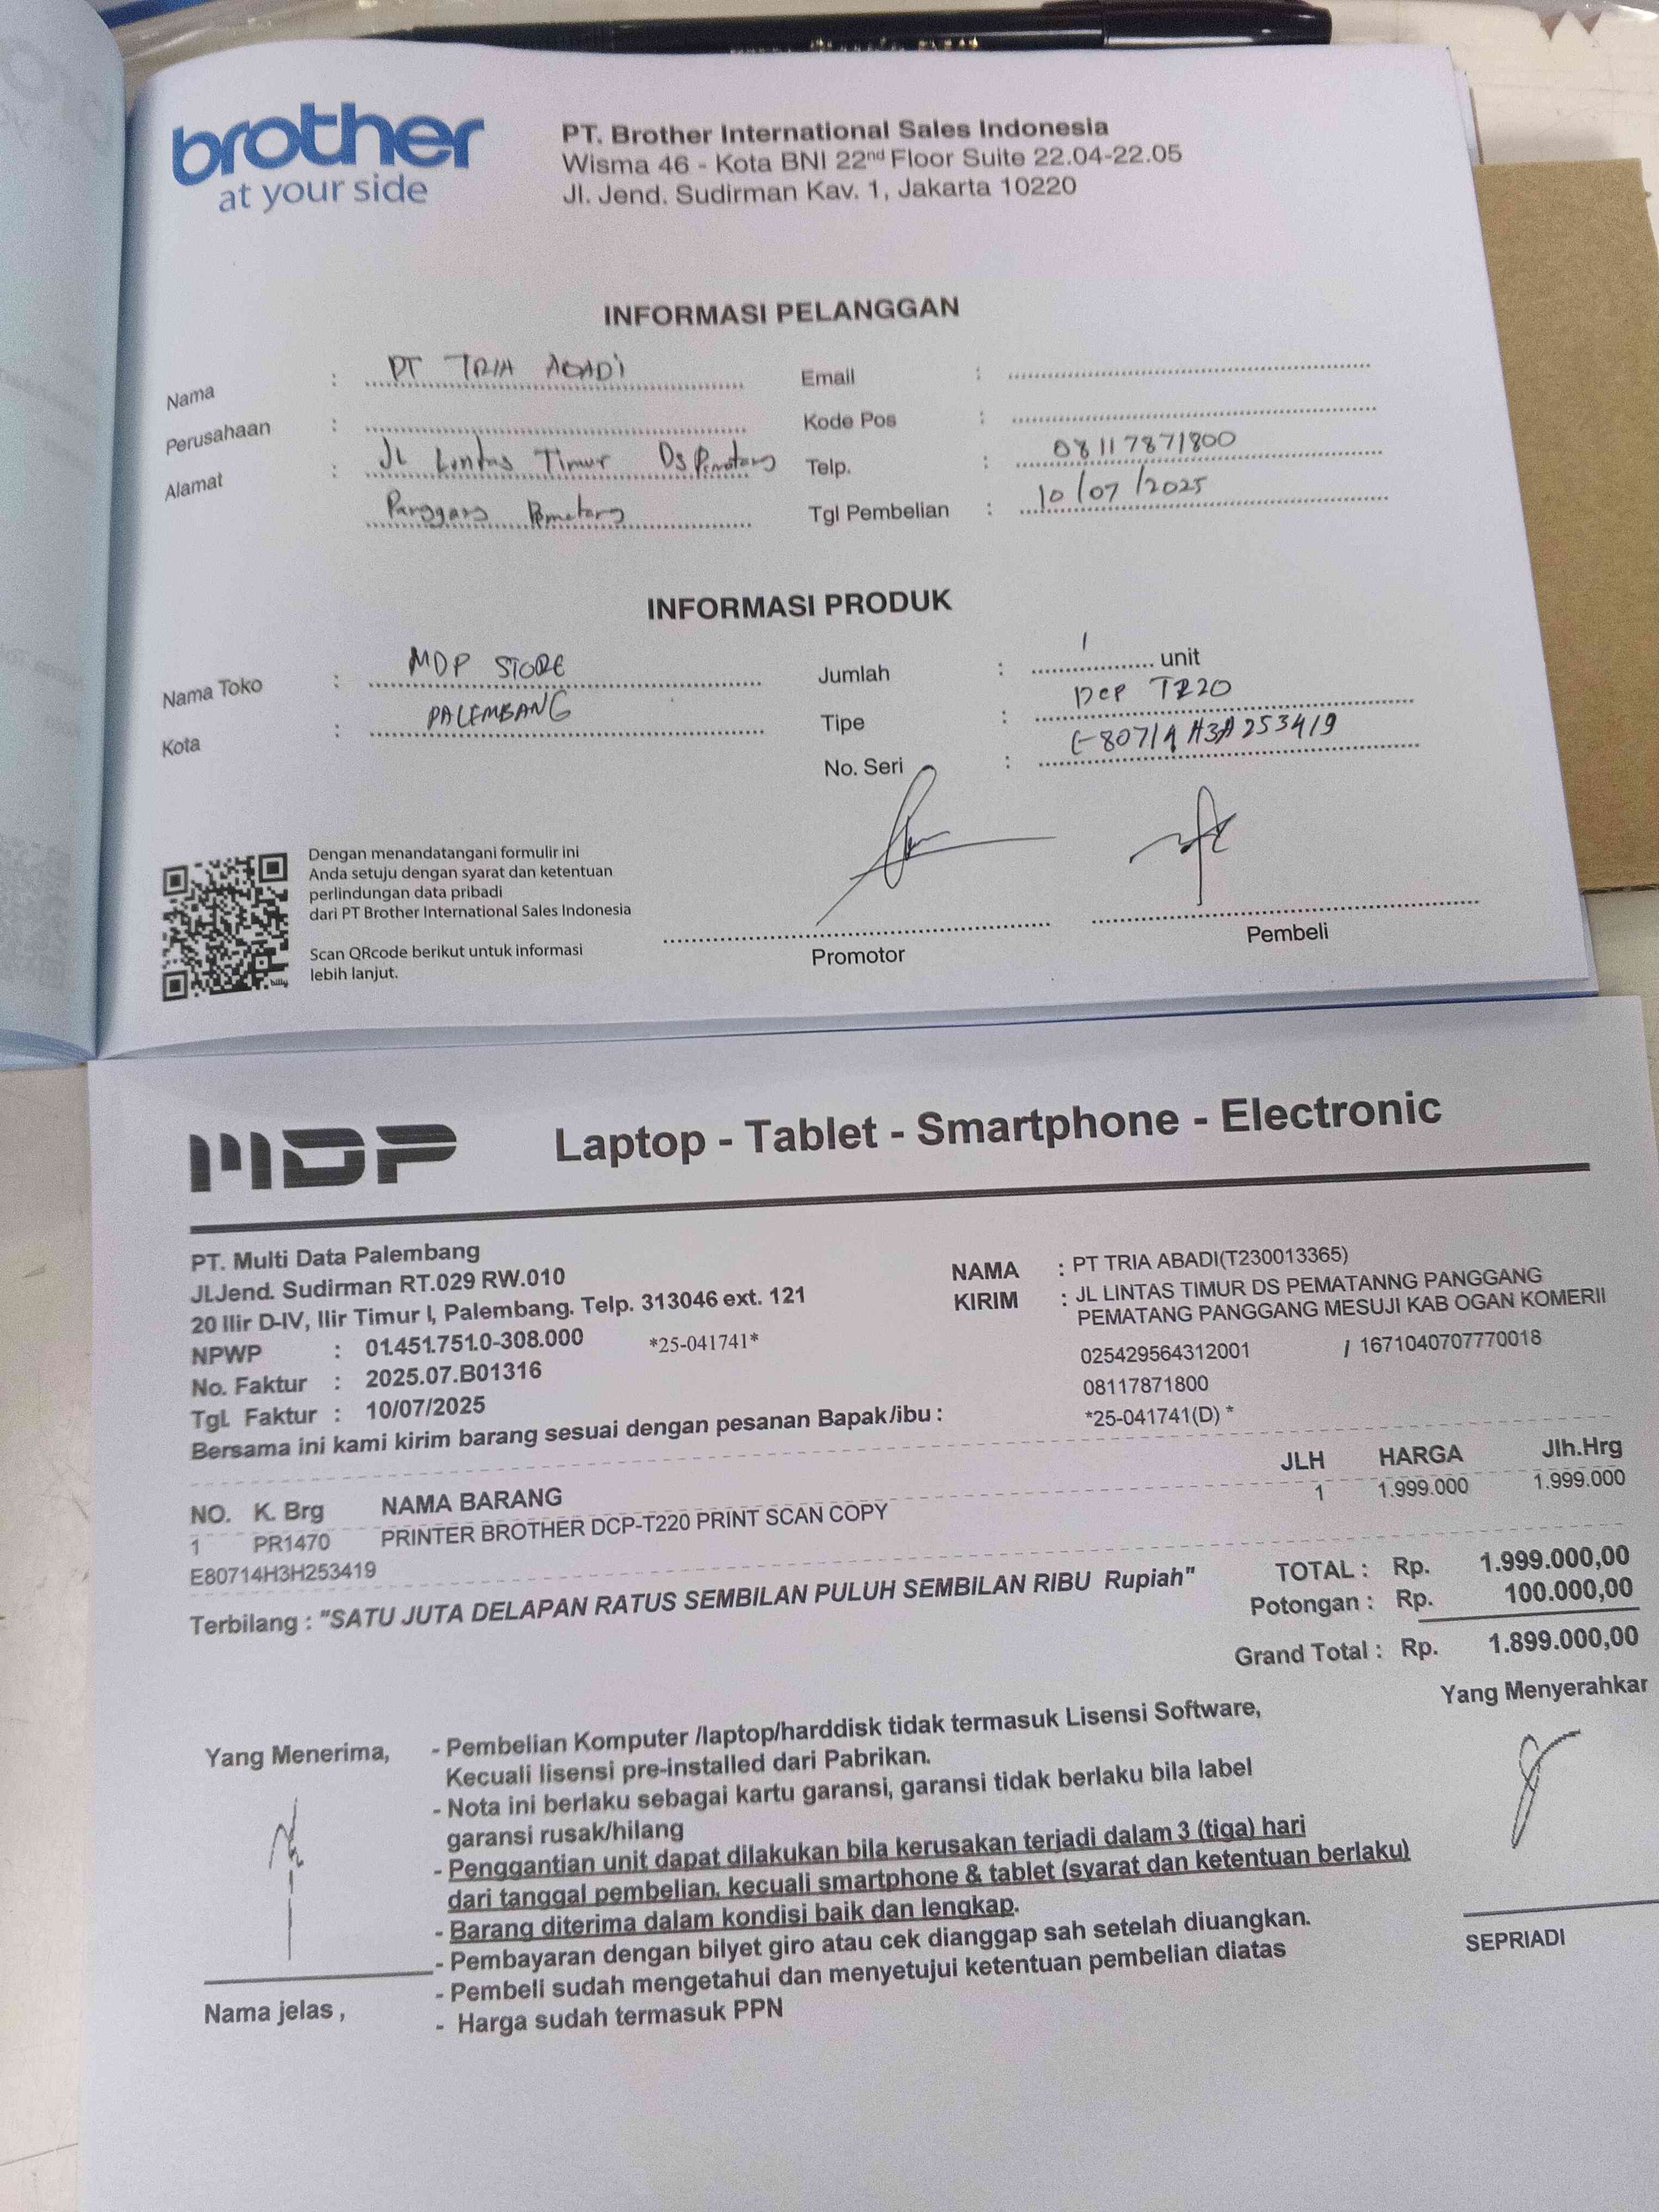 brother
at your side
PT. Brother International Sales Indonesia
Wisma 46 - Kota BNI 22nd Floor Suite 22.04-22.05
Jl. Jend. Sudirman Kav. 1, Jakarta 10220
INFORMASI PELANGGAN
Nama : PT TRIA ABADI
Perusahaan :
Alamat : JL Lintas Timur Ds Pematang
Panggang Pematang
Email :
Kode Pos :
Telp. : 08117871800
Tgl Pembelian : 10/07/2025
INFORMASI PRODUK
Nama Toko : MDP STORE
Kota : PALEMBANG
Jumlah : 1 unit
Tipe : DCP T220
No. Seri :
Dengan menandatangani formulir ini
Anda setuju dengan syarat dan ketentuan
perlindungan data pribadi
dari PT Brother International Sales Indonesia
Scan QRcode berikut untuk informasi
lebih lanjut.
Promotor
Pembeli
MDP
Laptop - Tablet - Smartphone - Electronic
PT. Multi Data Palembang
Jl.Jend. Sudirman RT.029 RW.010
20 Ilir D-IV, Ilir Timur I, Palembang. Telp. 313046 ext. 121
NPWP : 01.451.751.0-308.000 *25-041741*
No. Faktur : 2025.07.B01316
Tgl. Faktur : 10/07/2025
Bersama ini kami kirim barang sesuai dengan pesanan Bapak/ibu :
NAMA : PT TRIA ABADI(T230013365)
KIRIM : JL LINTAS TIMUR DS PEMATANNG PANGGANG
PEMATANG PANGGANG MESUJI KAB OGAN KOMERII
025429564312001 / 1671040707770018
08117871800
*25-041741(D) *
NO. K. Brg NAMA BARANG JLH HARGA Jlh.Hrg
1 PR1470 PRINTER BROTHER DCP-T220 PRINT SCAN COPY 1 1.999.000 1.999.000
E80714H3H253419
Terbilang : "SATU JUTA DELAPAN RATUS SEMBILAN PULUH SEMBILAN RIBU Rupiah"
TOTAL : Rp. 1.999.000,00
Potongan : Rp. 100.000,00
Grand Total : Rp. 1.899.000,00
Yang Menerima,
- Pembelian Komputer /laptop/harddisk tidak termasuk Lisensi Software,
Kecuali lisensi pre-installed dari Pabrikan.
- Nota ini berlaku sebagai kartu garansi, garansi tidak berlaku bila label
garansi rusak/hilang
- Penggantian unit dapat dilakukan bila kerusakan terjadi dalam 3 (tiga) hari
dari tanggal pembelian, kecuali smartphone & tablet (syarat dan ketentuan berlaku)
- Barang diterima dalam kondisi baik dan lengkap.
- Pembayaran dengan bilyet giro atau cek dianggap sah setelah diuangkan.
- Pembeli sudah mengetahui dan menyetujui ketentuan pembelian diatas
- Harga sudah termasuk PPN
Yang Menyerahkar
SEPRIADI
Nama jelas ,